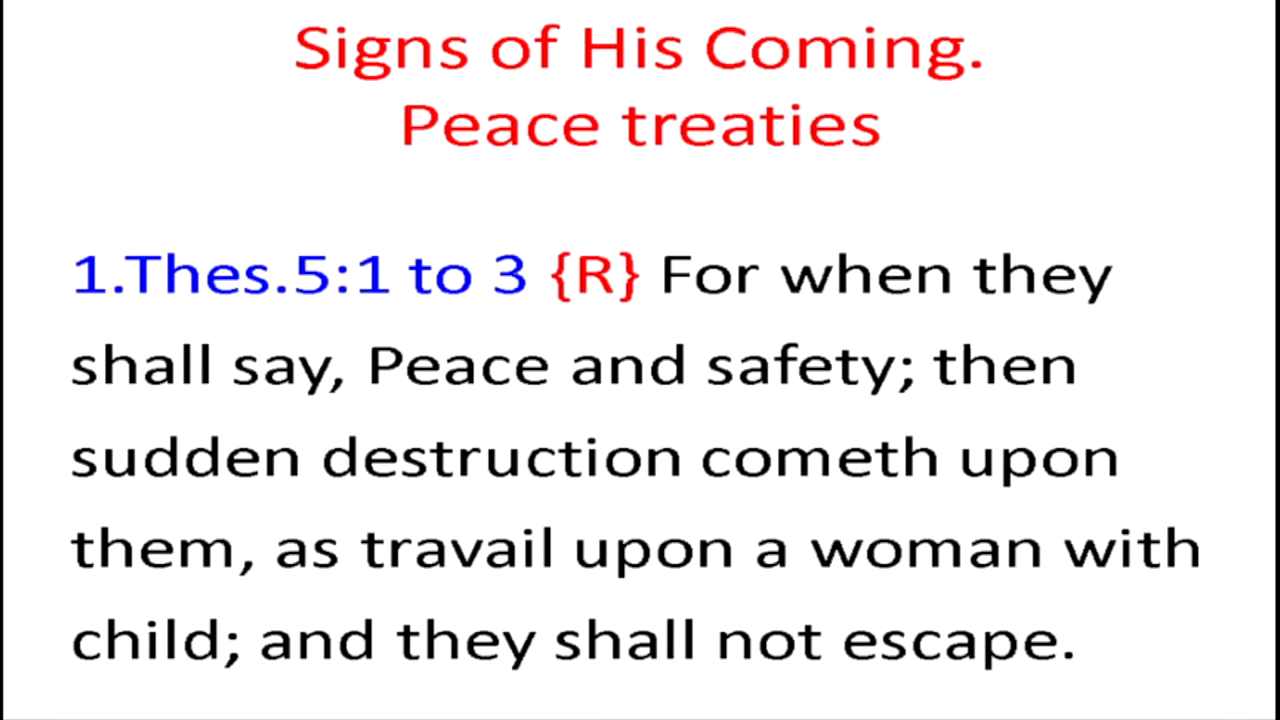 Signs of His Coming.
Peace treaties
1.Thes.5:1 to 3 {R} For when they
shall say, Peace and safety; then
sudden destruction cometh upon
them, as travail upon a woman with
child; and they shall not escape.